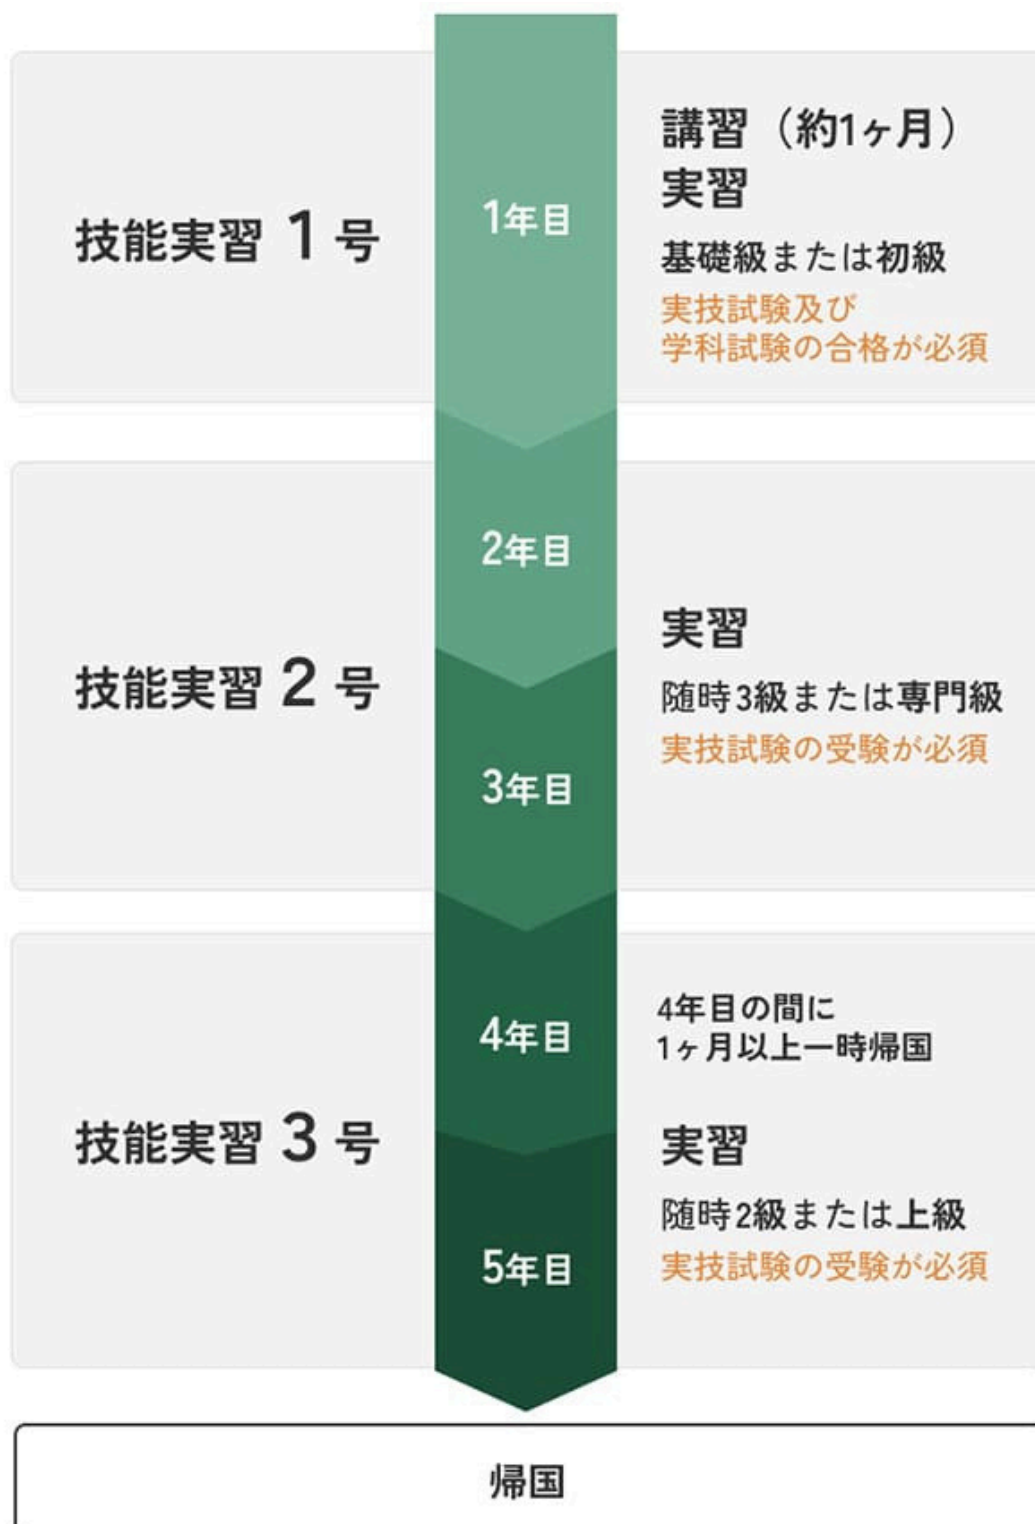 技能実習 1 号
1年目
講習（約1ヶ月）
実習
基礎級または初級
実技試験及び
学科試験の合格が必須
技能実習 2 号
2年目
3年目
実習
随時3級または専門級
実技試験の受験が必須
技能実習 3 号
4年目
5年目
4年目の間に
1ヶ月以上一時帰国
実習
随時2級または上級
実技試験の受験が必須
帰国